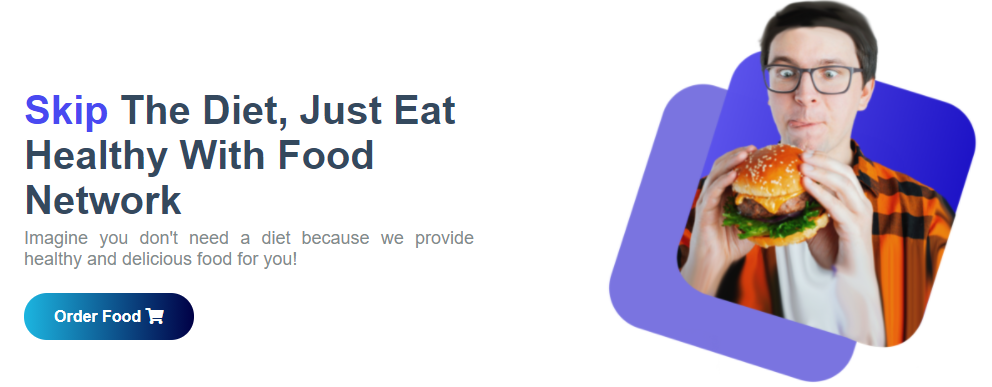 Skip The Diet, Just Eat
Healthy With Food
Network
Imagine you don't need a diet because we provide
healthy and delicious food for you!
Order Food